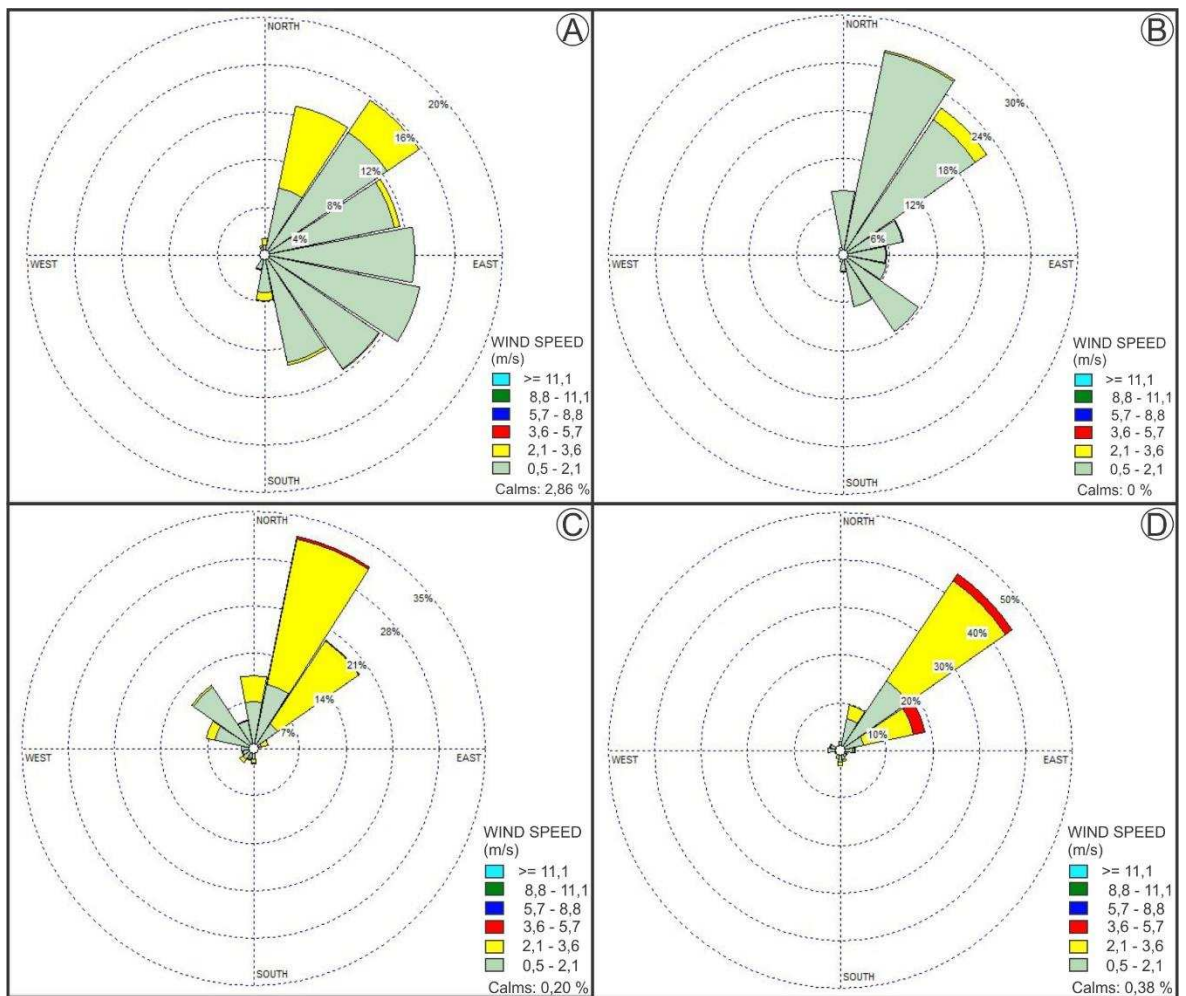 A
NORTH
20%
16%
12%
8%
4%
WEST
EAST
WIND SPEED
(m/s)
>= 11,1
8,8 - 11,1
5,7 - 8,8
3,6 - 5,7
2,1 - 3,6
0,5 - 2,1
SOUTH
Calms: 2,86 %
B
NORTH
30%
24%
18%
12%
6%
WEST
EAST
WIND SPEED
(m/s)
>= 11,1
8,8 - 11,1
5,7 - 8,8
3,6 - 5,7
2,1 - 3,6
0,5 - 2,1
SOUTH
Calms: 0 %
C
NORTH
35%
28%
21%
14%
7%
WEST
EAST
WIND SPEED
(m/s)
>= 11,1
8,8 - 11,1
5,7 - 8,8
3,6 - 5,7
2,1 - 3,6
0,5 - 2,1
SOUTH
Calms: 0,20 %
D
NORTH
50%
40%
30%
20%
10%
WEST
EAST
WIND SPEED
(m/s)
>= 11,1
8,8 - 11,1
5,7 - 8,8
3,6 - 5,7
2,1 - 3,6
0,5 - 2,1
SOUTH
Calms: 0,38 %